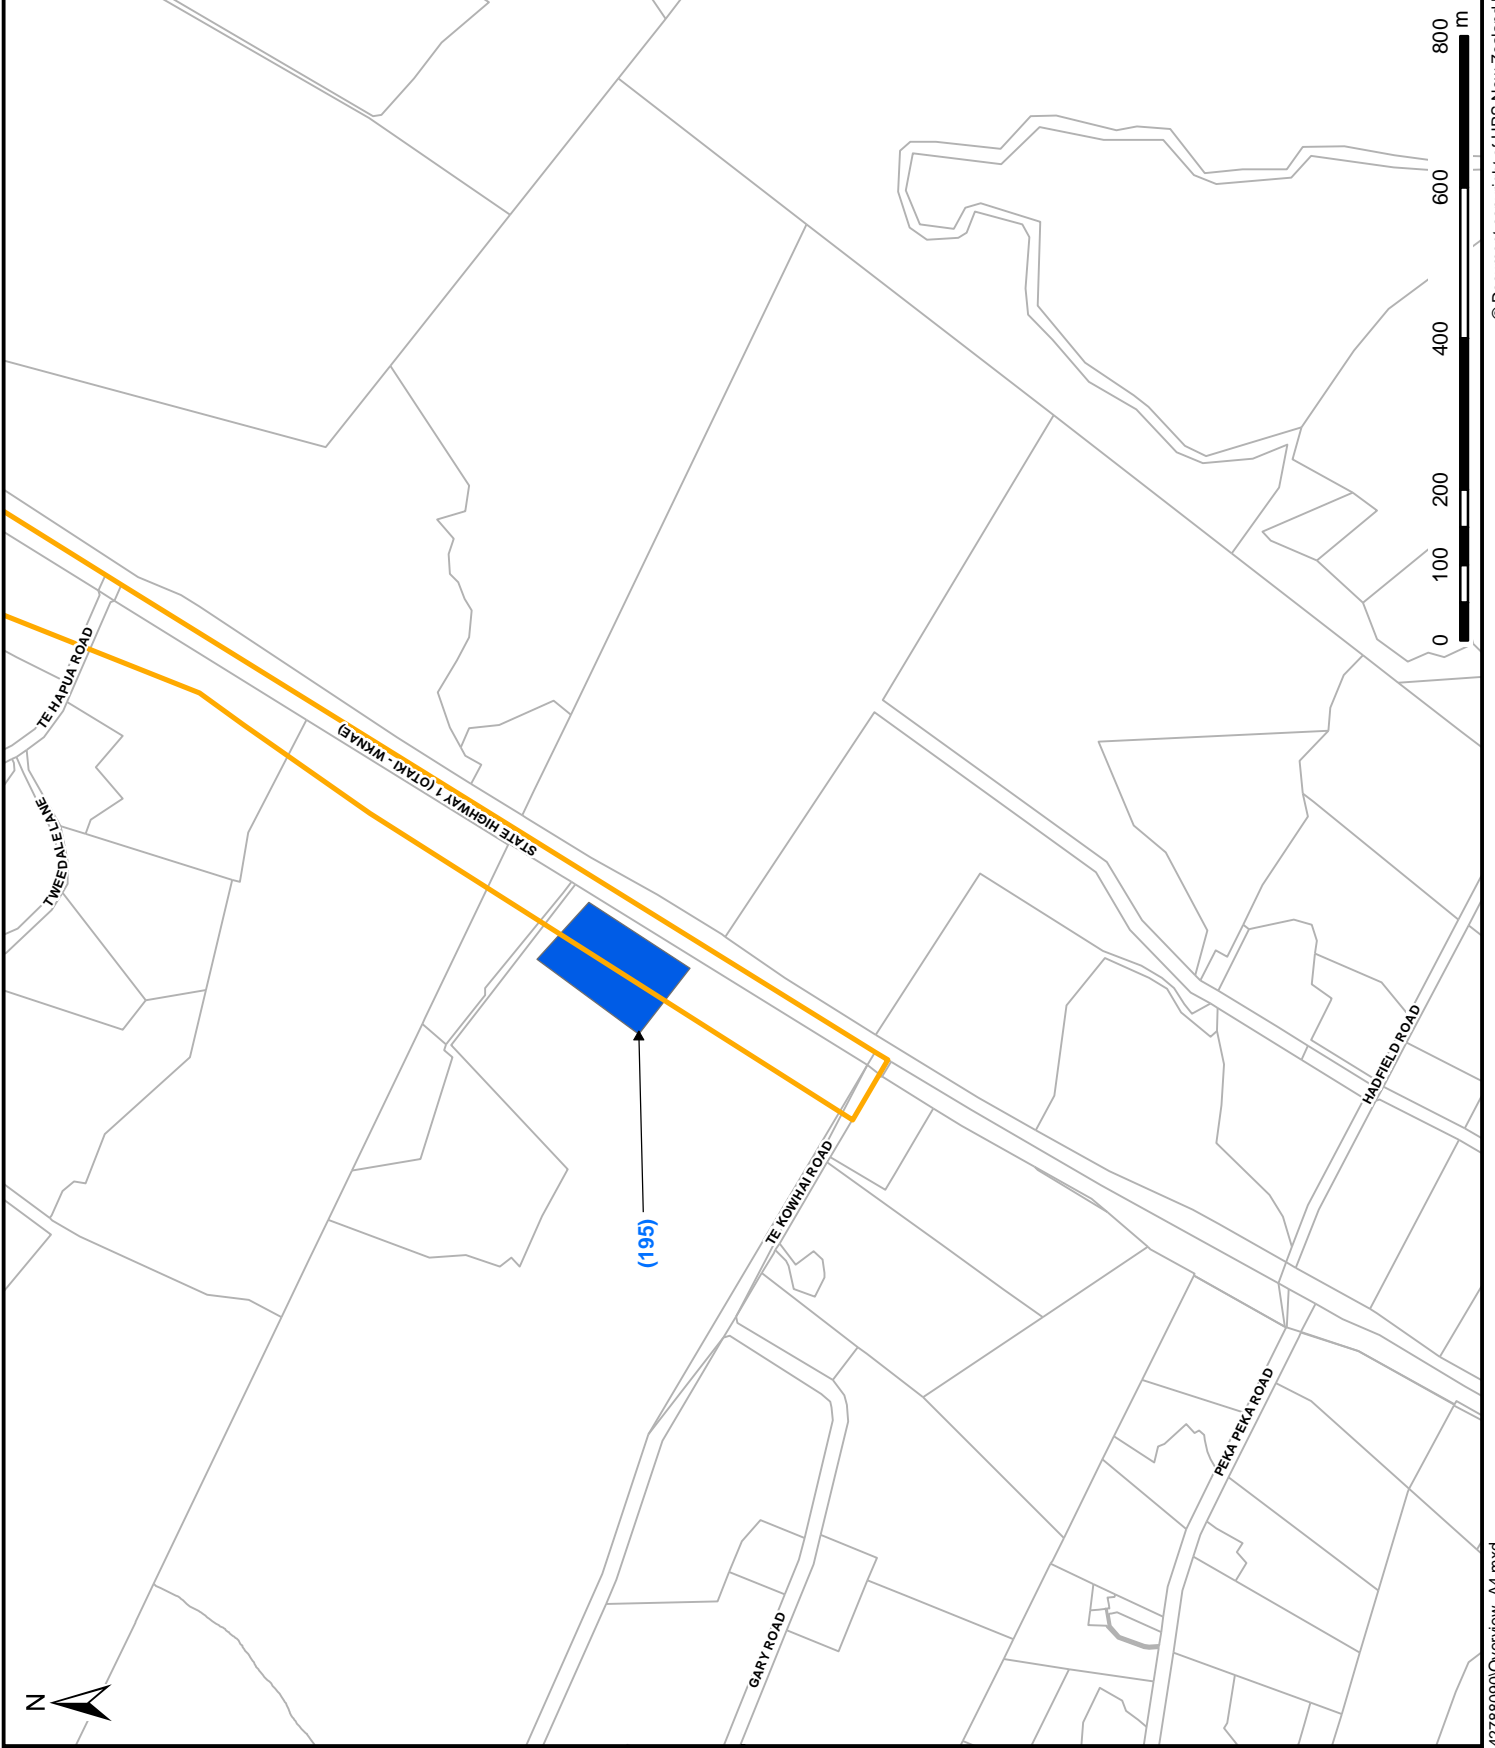 N
TE HAPUA ROAD
TWEEDALE LANE
STATE HIGHWAY 1 (OTAKI - WKNAE)
(195)
TE KOWHAI ROAD
HADFIELD ROAD
PEKA PEKA ROAD
GARY ROAD
0 100 200 400 600 800
m